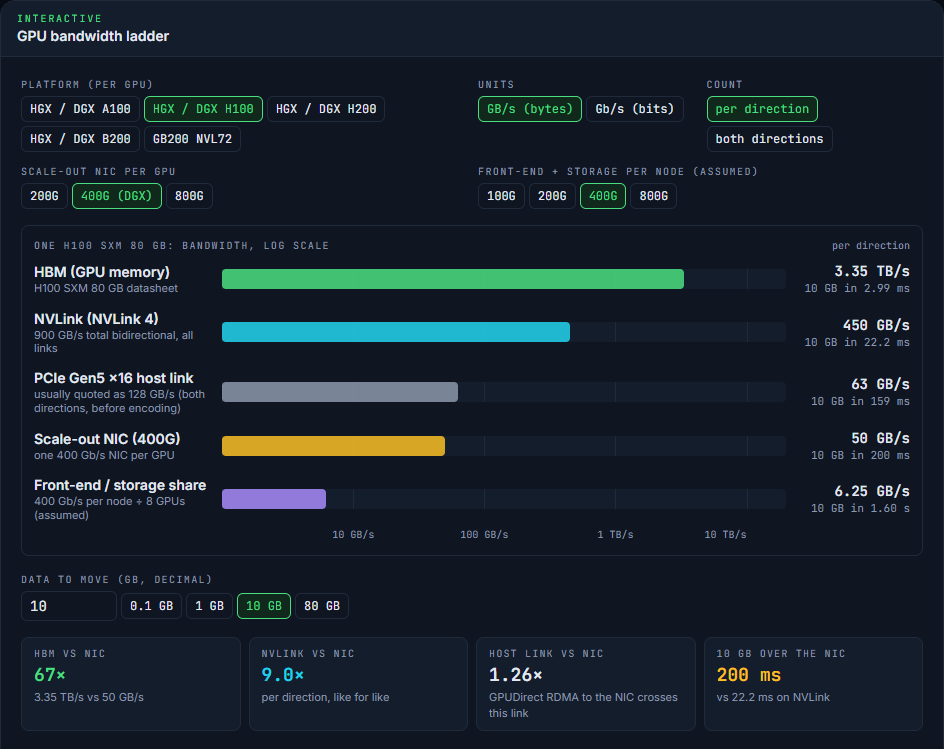 INTERACTIVE
GPU bandwidth ladder
PLATFORM (PER GPU)
HGX / DGX A100
HGX / DGX H100
HGX / DGX H200
HGX / DGX B200
GB200 NVL72
UNITS
GB/s (bytes)
Gb/s (bits)
COUNT
per direction
both directions
SCALE-OUT NIC PER GPU
200G
400G (DGX)
800G
FRONT-END + STORAGE PER NODE (ASSUMED)
100G
200G
400G
800G
ONE H100 SXM 80 GB: BANDWIDTH, LOG SCALE
per direction
HBM (GPU memory)
H100 SXM 80 GB datasheet
3.35 TB/s
10 GB in 2.99 ms
NVLink (NVLink 4)
900 GB/s total bidirectional, all
links
450 GB/s
10 GB in 22.2 ms
PCIe Gen5 ×16 host link
usually quoted as 128 GB/s (both
directions, before encoding)
63 GB/s
10 GB in 159 ms
Scale-out NIC (400G)
one 400 Gb/s NIC per GPU
50 GB/s
10 GB in 200 ms
Front-end / storage share
400 Gb/s per node ÷ 8 GPUs
(assumed)
6.25 GB/s
10 GB in 1.60 s
10 GB/s
100 GB/s
1 TB/s
10 TB/s
DATA TO MOVE (GB, DECIMAL)
10
0.1 GB
1 GB
10 GB
80 GB
HBM VS NIC
67×
3.35 TB/s vs 50 GB/s
NVLINK VS NIC
9.0×
per direction, like for like
HOST LINK VS NIC
1.26×
GPUDirect RDMA to the NIC crosses
this link
10 GB OVER THE NIC
200 ms
vs 22.2 ms on NVLink